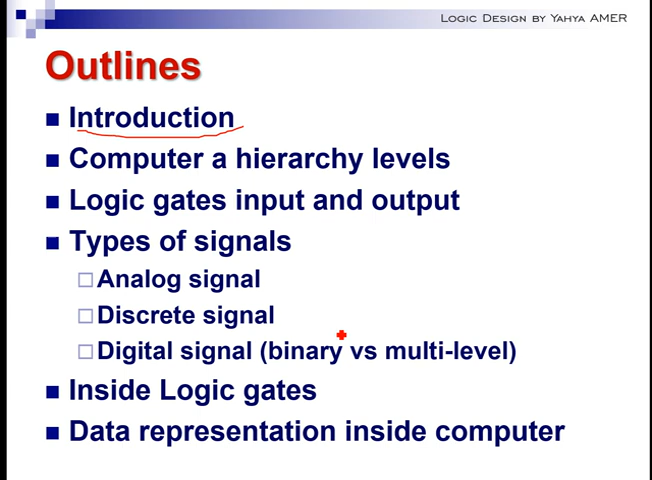 Logic Design by Yahya AMER
Outlines
Introduction
Computer a hierarchy levels
Logic gates input and output
Types of signals
Analog signal
Discrete signal
Digital signal (binary vs multi-level)
Inside Logic gates
Data representation inside computer